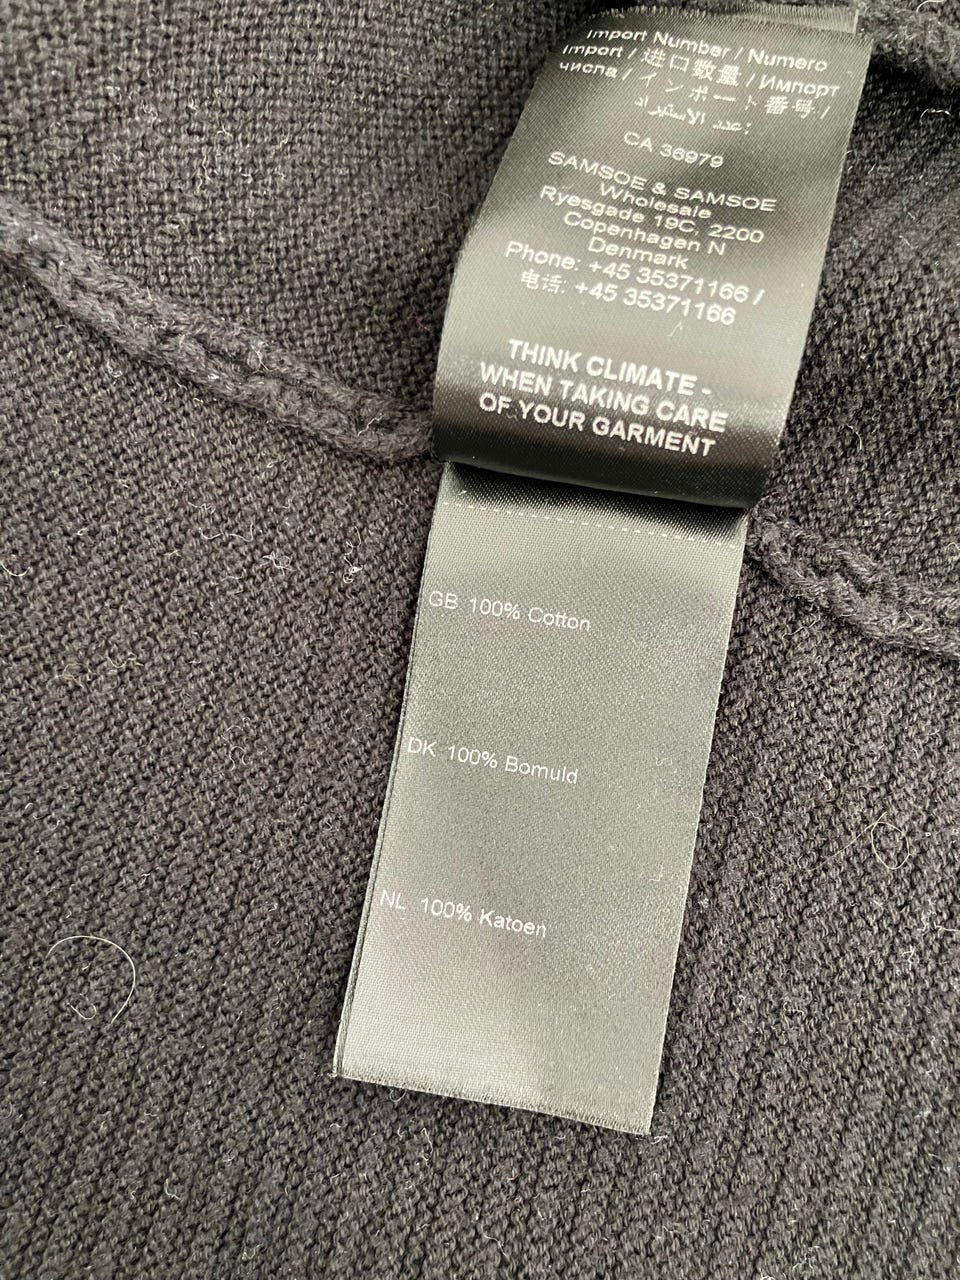 Import Number / Numero
Import / 进口数量 / Импорт
числа / インポート番号 /
عدد الاستيراد:
CA 36979
SAMSOE & SAMSOE
Wholesale
Ryesgade 19C, 2200
Copenhagen N
Denmark
Phone: +45 35371166 /
电话: +45 35371166
THINK CLIMATE -
WHEN TAKING CARE
OF YOUR GARMENT
GB 100% Cotton
DK 100% Bomuld
NL 100% Katoen